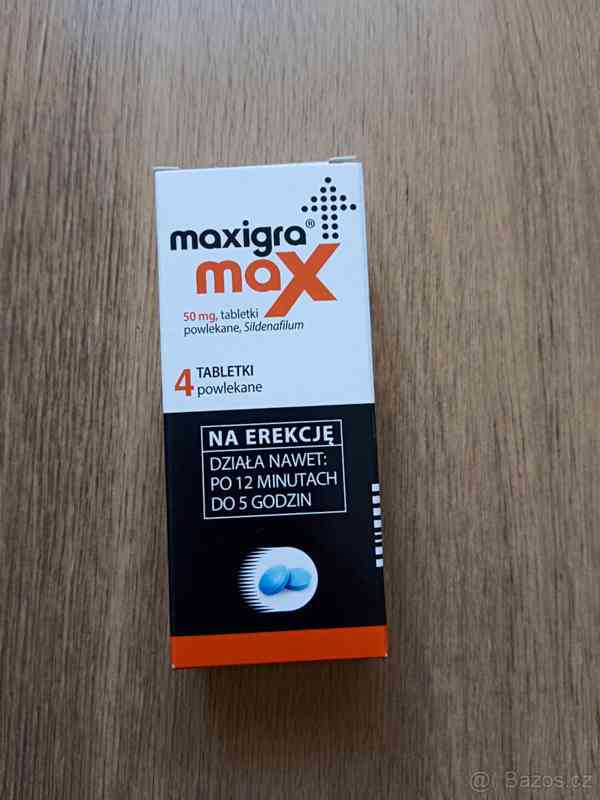 maxigra®
max
50 mg, tabletki
powlekane, Sildenafilum
4 TABLETKI
powlekane
NA EREKCJĘ
DZIAŁA NAWET:
PO 12 MINUTACH
DO 5 GODZIN
@ Bazos.cz